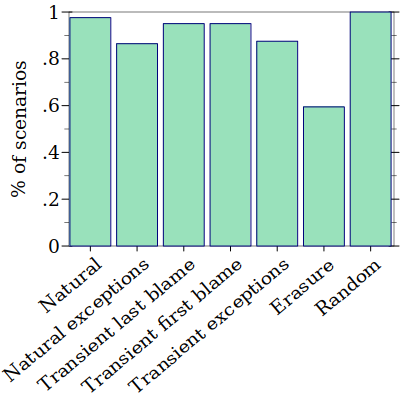 % of scenarios
1
.8
.6
.4
.2
0
Natural
Natural exceptions
Transient last blame
Transient first blame
Transient exceptions
Erasure
Random